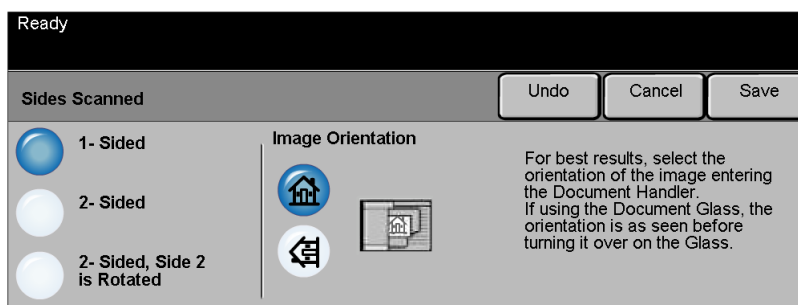 Ready
Sides Scanned
Undo
Cancel
Save
1- Sided
2- Sided
2- Sided, Side 2
is Rotated
Image Orientation
For best results, select the
orientation of the image entering
the Document Handler.
If using the Document Glass, the
orientation is as seen before
turning it over on the Glass.